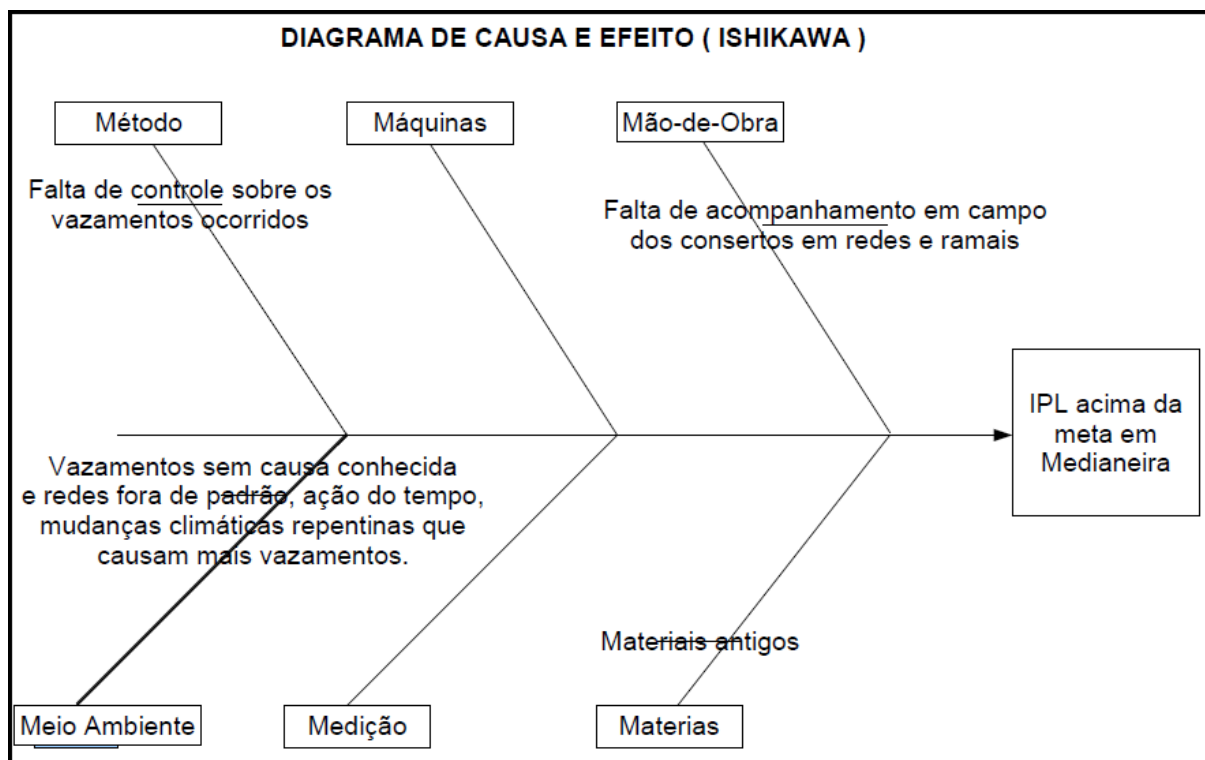 DIAGRAMA DE CAUSA E EFEITO ( ISHIKAWA )
Método
Máquinas
Mão-de-Obra
Falta de controle sobre os
vazamentos ocorridos
Falta de acompanhamento em campo
dos consertos em redes e ramais
IPL acima da
meta em
Medianeira
Vazamentos sem causa conhecida
e redes fora de padrão, ação do tempo,
mudanças climáticas repentinas que
causam mais vazamentos.
Materiais antigos
Meio Ambiente
Medição
Materias